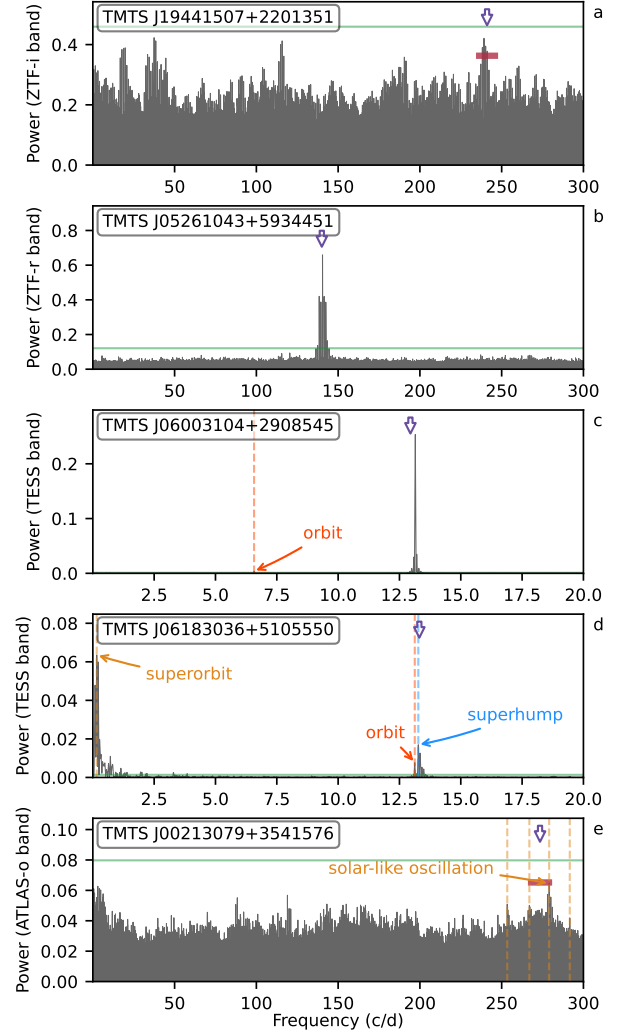 TMTS J19441507+2201351
a
Power (ZTF-i band)
0.4
0.2
0.0
50 100 150 200 250 300
TMTS J05261043+5934451
b
Power (ZTF-r band)
0.8
0.6
0.4
0.2
0.0
50 100 150 200 250 300
TMTS J06003104+2908545
c
Power (TESS band)
0.2
0.1
0.0
orbit
2.5 5.0 7.5 10.0 12.5 15.0 17.5 20.0
TMTS J06183036+5105550
d
Power (TESS band)
0.08
0.06
0.04
0.02
0.00
superorbit
superhump
orbit
2.5 5.0 7.5 10.0 12.5 15.0 17.5 20.0
TMTS J00213079+3541576
e
Power (ATLAS-o band)
0.10
0.08
0.06
0.04
0.02
0.00
solar-like oscillation
50 100 150 200 250 300
Frequency (c/d)